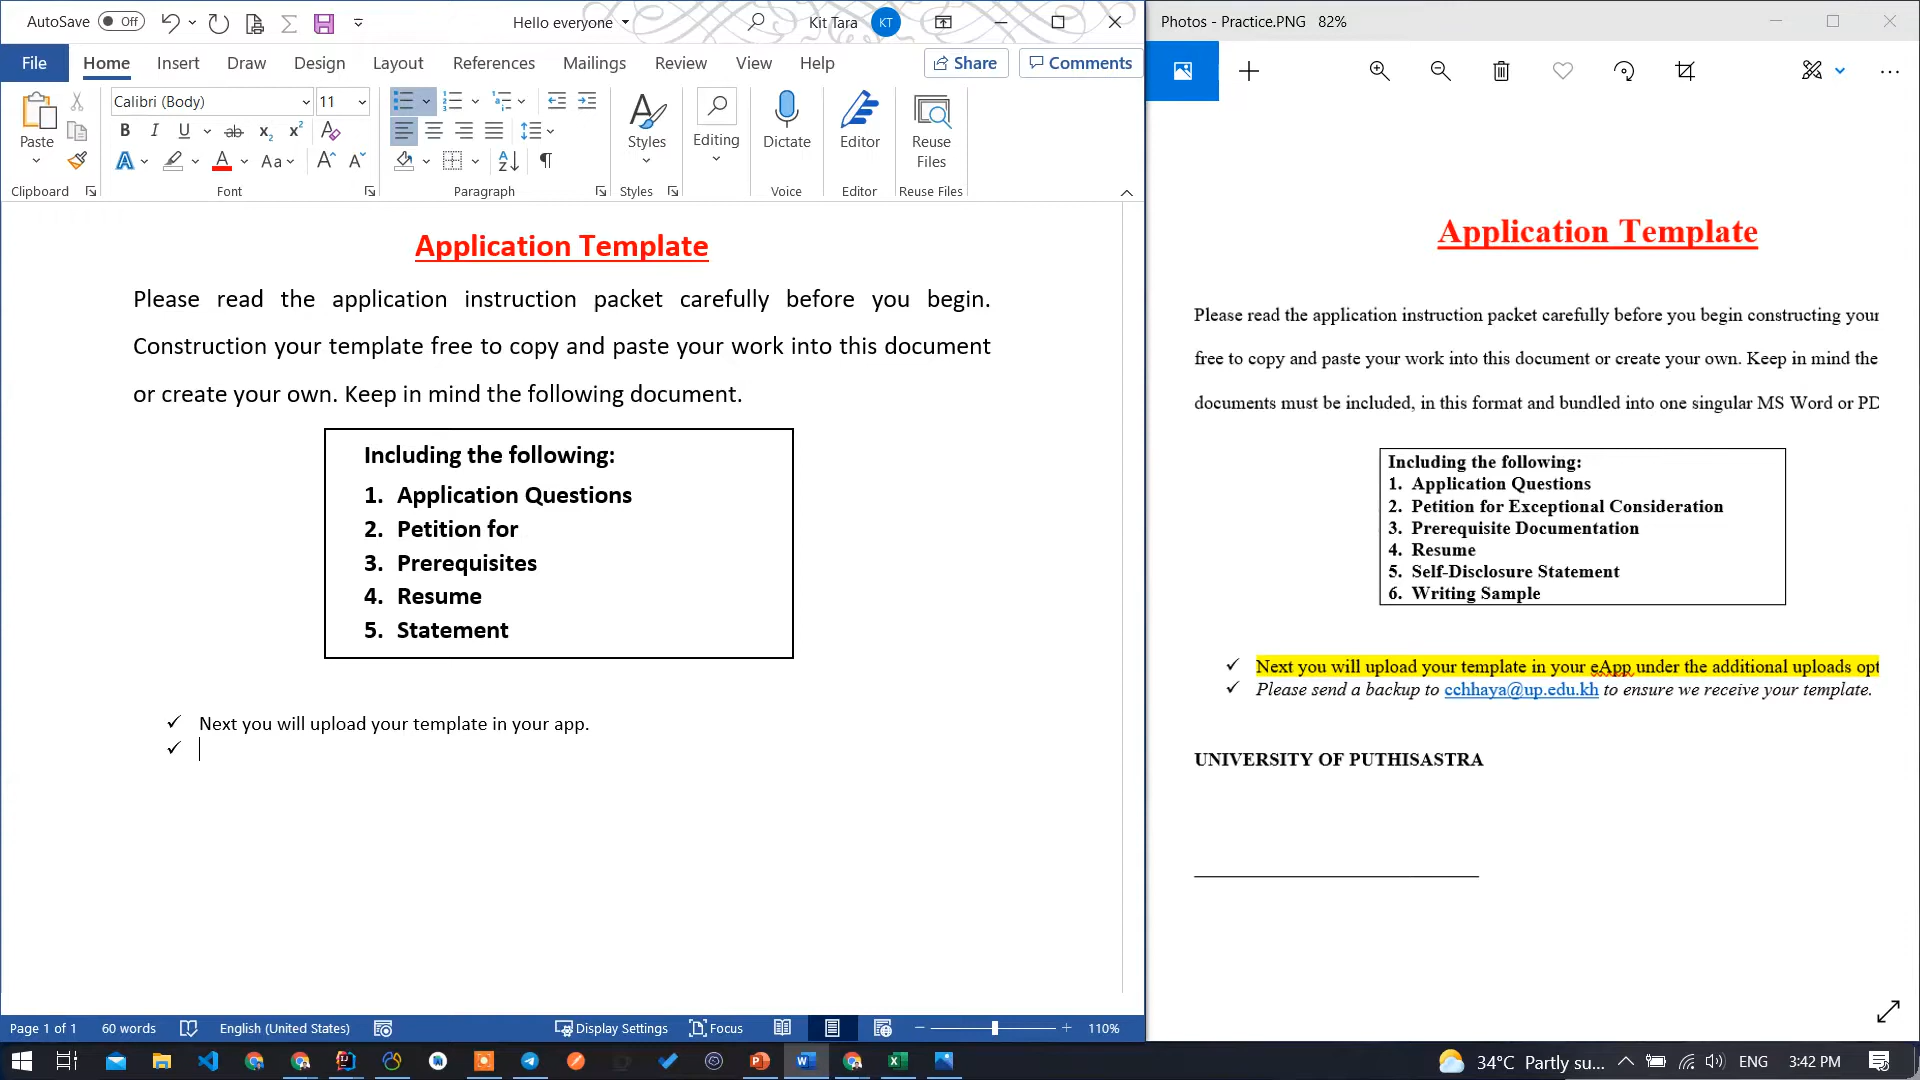 AutoSave Off
Hello everyone
Kit Tara KT
File Home Insert Draw Design Layout References Mailings Review View Help Share Comments
Calibri (Body) 11
Paste
Styles
Editing
Dictate
Editor
Reuse
Files
Clipboard Font Paragraph Styles Voice Editor Reuse Files
Application Template
Please read the application instruction packet carefully before you begin.
Construction your template free to copy and paste your work into this document
or create your own. Keep in mind the following document.
Including the following:
1. Application Questions
2. Petition for
3. Prerequisites
4. Resume
5. Statement
✓ Next you will upload your template in your app.
✓
Page 1 of 1 60 words English (United States) Display Settings Focus 110%
Photos - Practice.PNG 82%
Application Template
Please read the application instruction packet carefully before you begin constructing your
free to copy and paste your work into this document or create your own. Keep in mind the
documents must be included, in this format and bundled into one singular MS Word or PD
Including the following:
1. Application Questions
2. Petition for Exceptional Consideration
3. Prerequisite Documentation
4. Resume
5. Self-Disclosure Statement
6. Writing Sample
✓ Next you will upload your template in your eApp under the additional uploads opt
✓ Please send a backup to cchhaya@up.edu.kh to ensure we receive your template.
UNIVERSITY OF PUTHISASTRA
34°C Partly su... ENG 3:42 PM